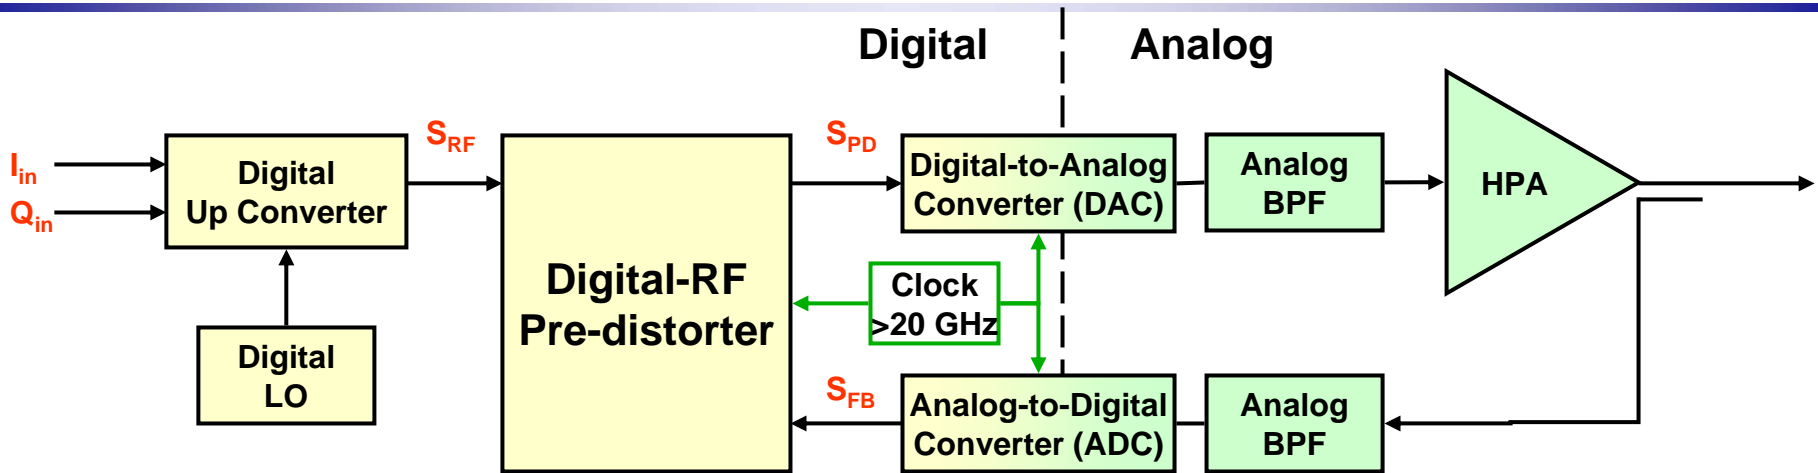 Digital
Analog
I_in
Q_in
Digital
Up Converter
S_RF
Digital
LO
Digital-RF
Pre-distorter
S_PD
Digital-to-Analog
Converter (DAC)
Analog
BPF
HPA
Clock
>20 GHz
S_FB
Analog-to-Digital
Converter (ADC)
Analog
BPF